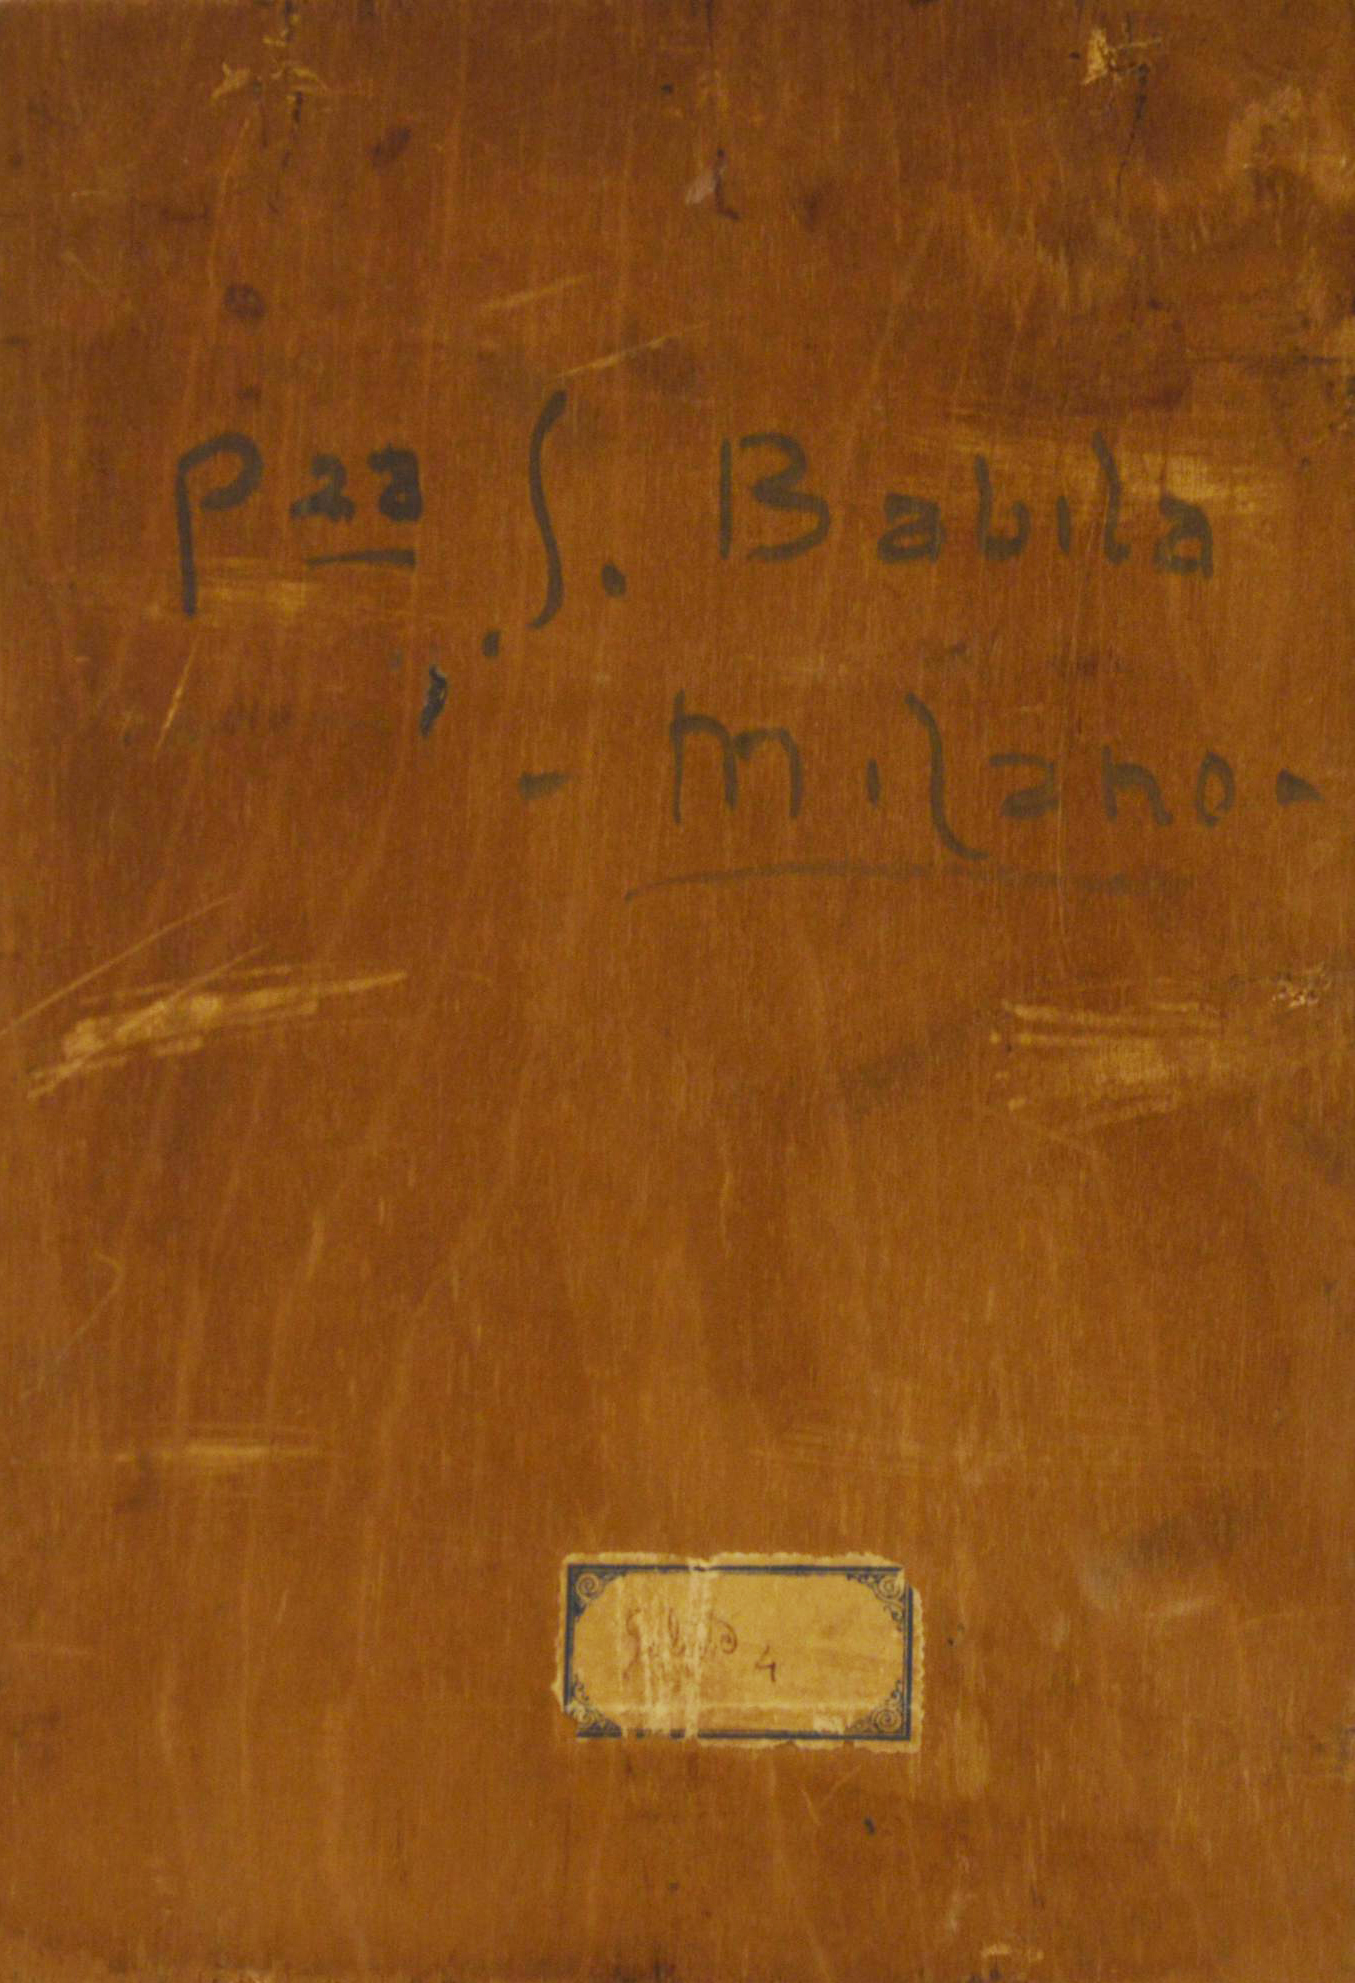 Pza S. Babila
- Milano -
4